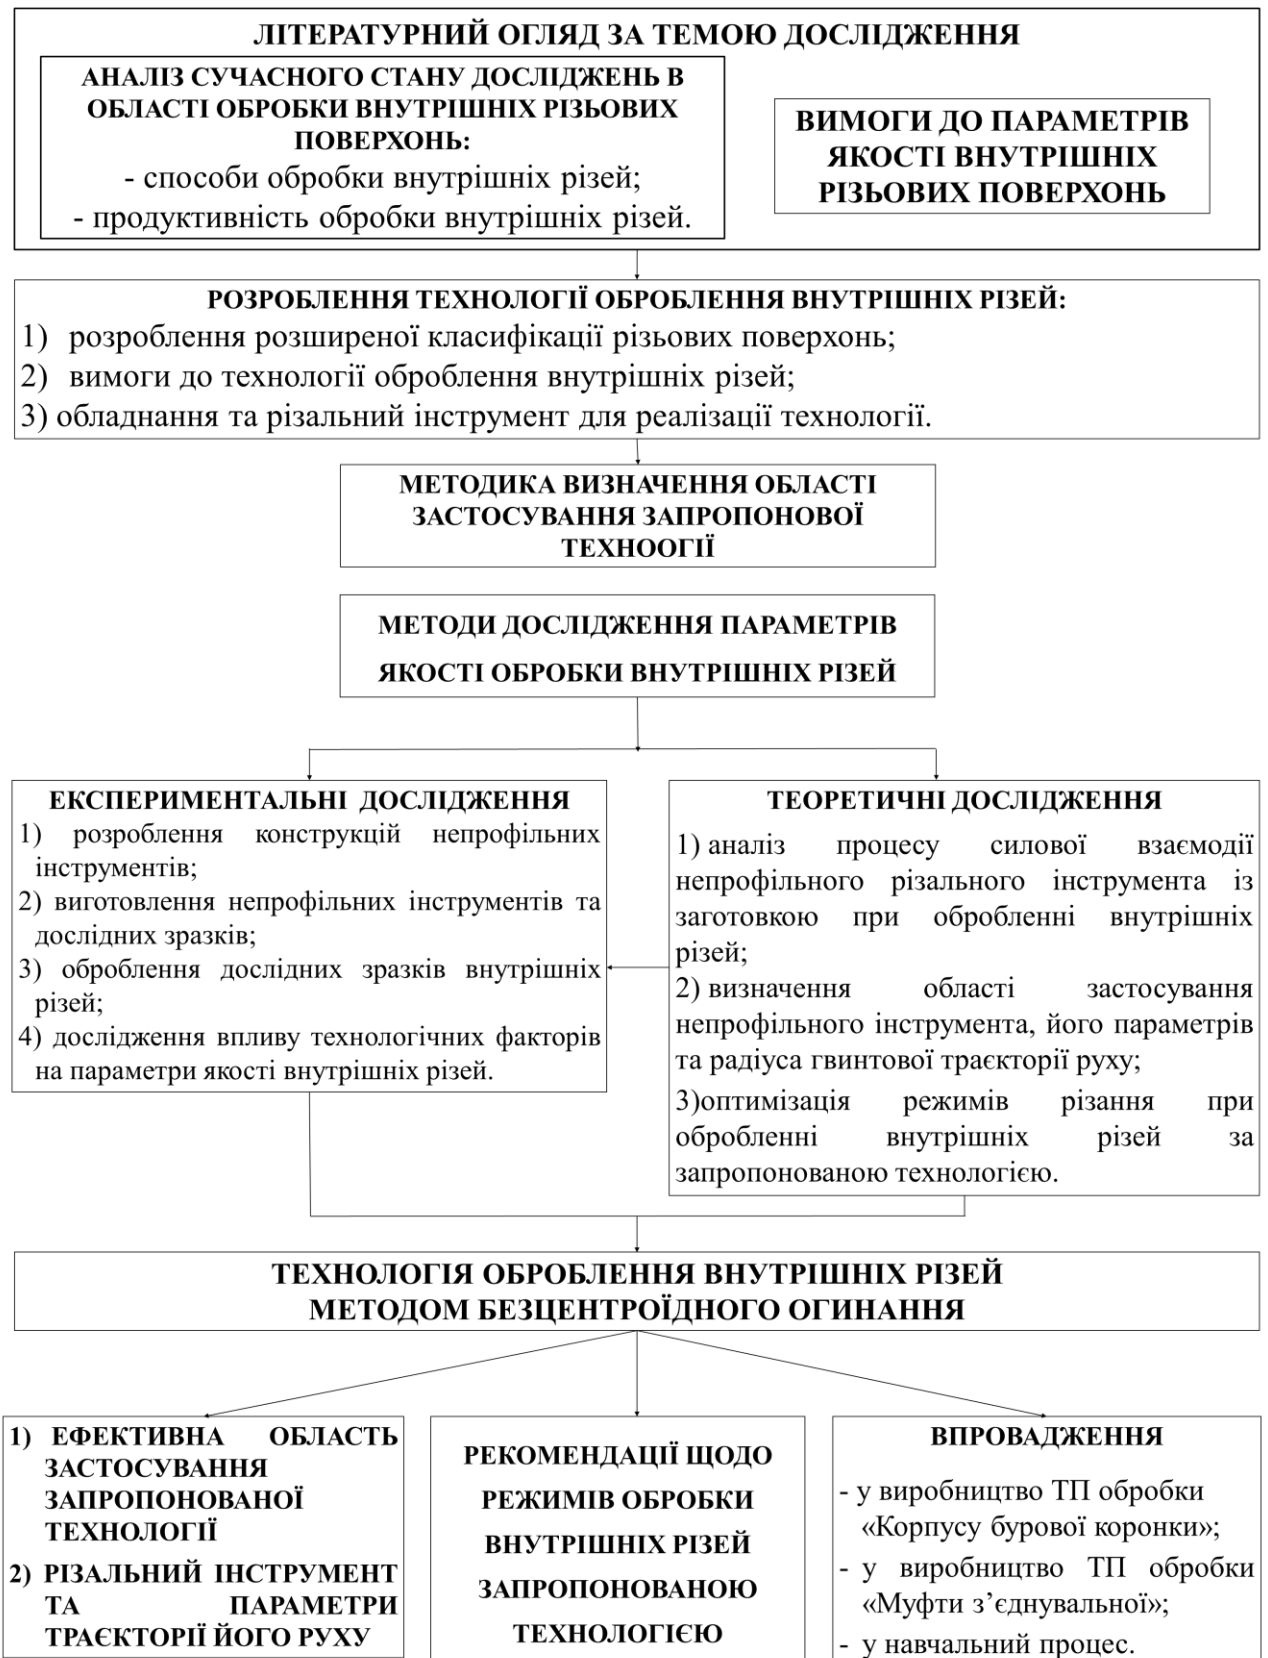 ЛІТЕРАТУРНИЙ ОГЛЯД ЗА ТЕМОЮ ДОСЛІДЖЕННЯ
АНАЛІЗ СУЧАСНОГО СТАНУ ДОСЛІДЖЕНЬ В
ОБЛАСТІ ОБРОБКИ ВНУТРІШНІХ РІЗЬОВИХ
ПОВЕРХОНЬ:
- способи обробки внутрішніх різей;
- продуктивність обробки внутрішніх різей.
ВИМОГИ ДО ПАРАМЕТРІВ
ЯКОСТІ ВНУТРІШНІХ
РІЗЬОВИХ ПОВЕРХОНЬ
РОЗРОБЛЕННЯ ТЕХНОЛОГІЇ ОБРОБЛЕННЯ ВНУТРІШНІХ РІЗЕЙ:
1) розроблення розширеної класифікації різьових поверхонь;
2) вимоги до технології оброблення внутрішніх різей;
3) обладнання та різальний інструмент для реалізації технології.
МЕТОДИКА ВИЗНАЧЕННЯ ОБЛАСТІ
ЗАСТОСУВАННЯ ЗАПРОПОНОВОЇ
ТЕХНООГІЇ
МЕТОДИ ДОСЛІДЖЕННЯ ПАРАМЕТРІВ
ЯКОСТІ ОБРОБКИ ВНУТРІШНІХ РІЗЕЙ
ЕКСПЕРИМЕНТАЛЬНІ ДОСЛІДЖЕННЯ
1) розроблення конструкцій непрофільних
інструментів;
2) виготовлення непрофільних інструментів та
дослідних зразків;
3) оброблення дослідних зразків внутрішніх
різей;
4) дослідження впливу технологічних факторів
на параметри якості внутрішніх різей.
ТЕОРЕТИЧНІ ДОСЛІДЖЕННЯ
1) аналіз процесу силової взаємодії
непрофільного різального інструмента із
заготовкою при обробленні внутрішніх
різей;
2) визначення області застосування
непрофільного інструмента, його параметрів
та радіуса гвинтової траєкторії руху;
3)оптимізація режимів різання при
обробленні внутрішніх різей за
запропонованою технологією.
ТЕХНОЛОГІЯ ОБРОБЛЕННЯ ВНУТРІШНІХ РІЗЕЙ
МЕТОДОМ БЕЗЦЕНТРОЇДНОГО ОГИНАННЯ
1) ЕФЕКТИВНА ОБЛАСТЬ
ЗАСТОСУВАННЯ
ЗАПРОПОНОВАНОЇ
ТЕХНОЛОГІЇ
2) РІЗАЛЬНИЙ ІНСТРУМЕНТ
ТА ПАРАМЕТРИ
ТРАЄКТОРІЇ ЙОГО РУХУ
РЕКОМЕНДАЦІЇ ЩОДО
РЕЖИМІВ ОБРОБКИ
ВНУТРІШНІХ РІЗЕЙ
ЗАПРОПОНОВАНОЮ
ТЕХНОЛОГІЄЮ
ВПРОВАДЖЕННЯ
- у виробництво ТП обробки
«Корпусу бурової коронки»;
- у виробництво ТП обробки
«Муфти з’єднувальної»;
- у навчальний процес.